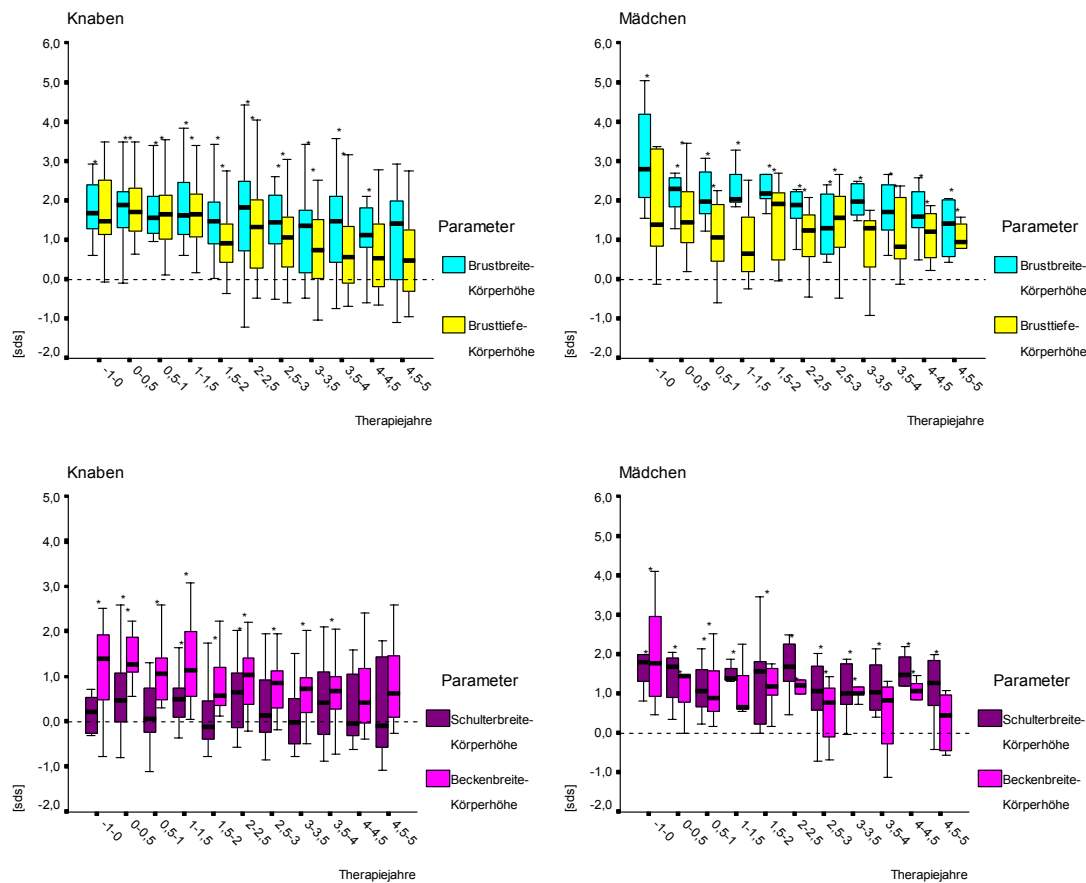 Knaben
6,0
5,0
4,0
3,0
2,0
1,0
0,0
-1,0
-2,0
[sds]
-1-0
0-0,5
0,5-1
1-1,5
1,5-2
2-2,5
2,5-3
3-3,5
3,5-4
4-4,5
4,5-5
Therapiejahre
Parameter
Brustbreite-
Körperhöhe
Brusttiefe-
Körperhöhe
Mädchen
6,0
5,0
4,0
3,0
2,0
1,0
0,0
-1,0
-2,0
[sds]
-1-0
0-0,5
0,5-1
1-1,5
1,5-2
2-2,5
2,5-3
3-3,5
3,5-4
4-4,5
4,5-5
Therapiejahre
Parameter
Brustbreite-
Körperhöhe
Brusttiefe-
Körperhöhe
Knaben
5,0
4,0
3,0
2,0
1,0
0,0
-1,0
-2,0
[sds]
-1-0
0-0,5
0,5-1
1-1,5
1,5-2
2-2,5
2,5-3
3-3,5
3,5-4
4-4,5
4,5-5
Therapiejahre
Parameter
Schulterbreite-
Körperhöhe
Beckenbreite-
Körperhöhe
Mädchen
6,0
5,0
4,0
3,0
2,0
1,0
0,0
-1,0
-2,0
[sds]
-1-0
0-0,5
0,5-1
1-1,5
1,5-2
2-2,5
2,5-3
3-3,5
3,5-4
4-4,5
4,5-5
Therapiejahre
Parameter
Schulterbreite-
Körperhöhe
Beckenbreite-
Körperhöhe